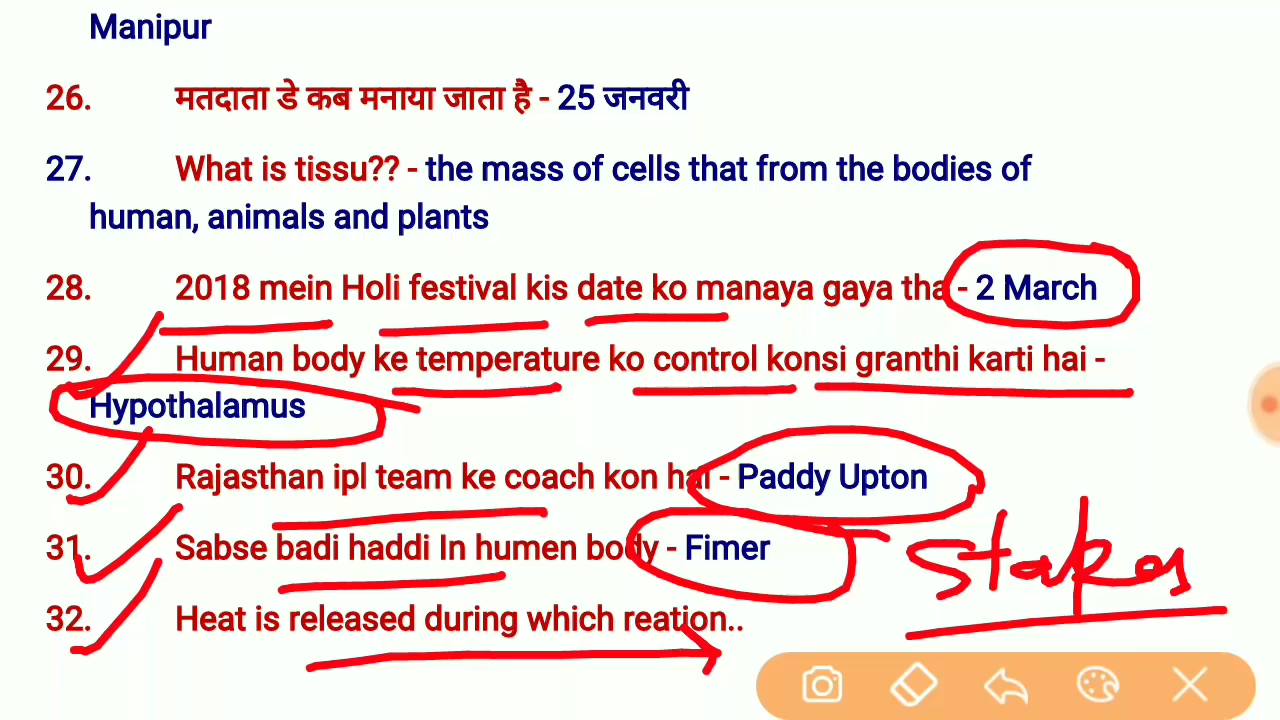 Manipur
26. मतदाता डे कब मनाया जाता है - 25 जनवरी
27. What is tissu?? - the mass of cells that from the bodies of
human, animals and plants
28. 2018 mein Holi festival kis date ko manaya gaya tha - 2 March
29. Human body ke temperature ko control konsi granthi karti hai -
Hypothalamus
30. Rajasthan ipl team ke coach kon hai - Paddy Upton
31. Sabse badi haddi In humen body - Fimer
32. Heat is released during which reation..